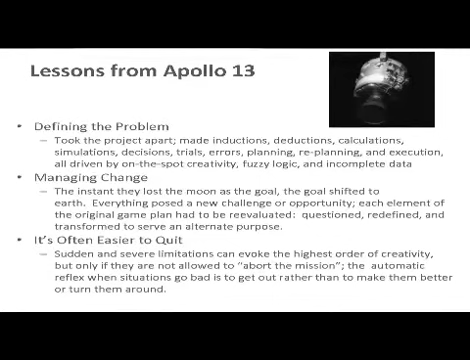 Lessons from Apollo 13
• Defining the Problem
– Took the project apart; made inductions, deductions, calculations,
simulations, decisions, trials, errors, planning, re-planning, and execution,
all driven by on-the-spot creativity, fuzzy logic, and incomplete data
• Managing Change
– The instant they lost the moon as the goal, the goal shifted to
earth. Everything posed a new challenge or opportunity; each element of
the original game plan had to be reevaluated: questioned, redefined, and
transformed to serve an alternate purpose.
• It's Often Easier to Quit
– Sudden and severe limitations can evoke the highest order of creativity,
but only if they are not allowed to "abort the mission"; the automatic
reflex when situations go bad is to get out rather than to make them better
or turn them around.